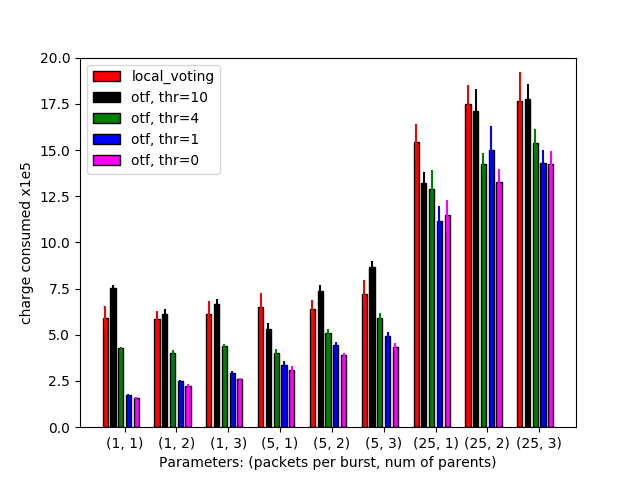 20.0
17.5
15.0
12.5
10.0
7.5
5.0
2.5
0.0
charge consumed x1e5
local_voting
otf, thr=10
otf, thr=4
otf, thr=1
otf, thr=0
(1, 1) (1, 2) (1, 3) (5, 1) (5, 2) (5, 3) (25, 1) (25, 2) (25, 3)
Parameters: (packets per burst, num of parents)